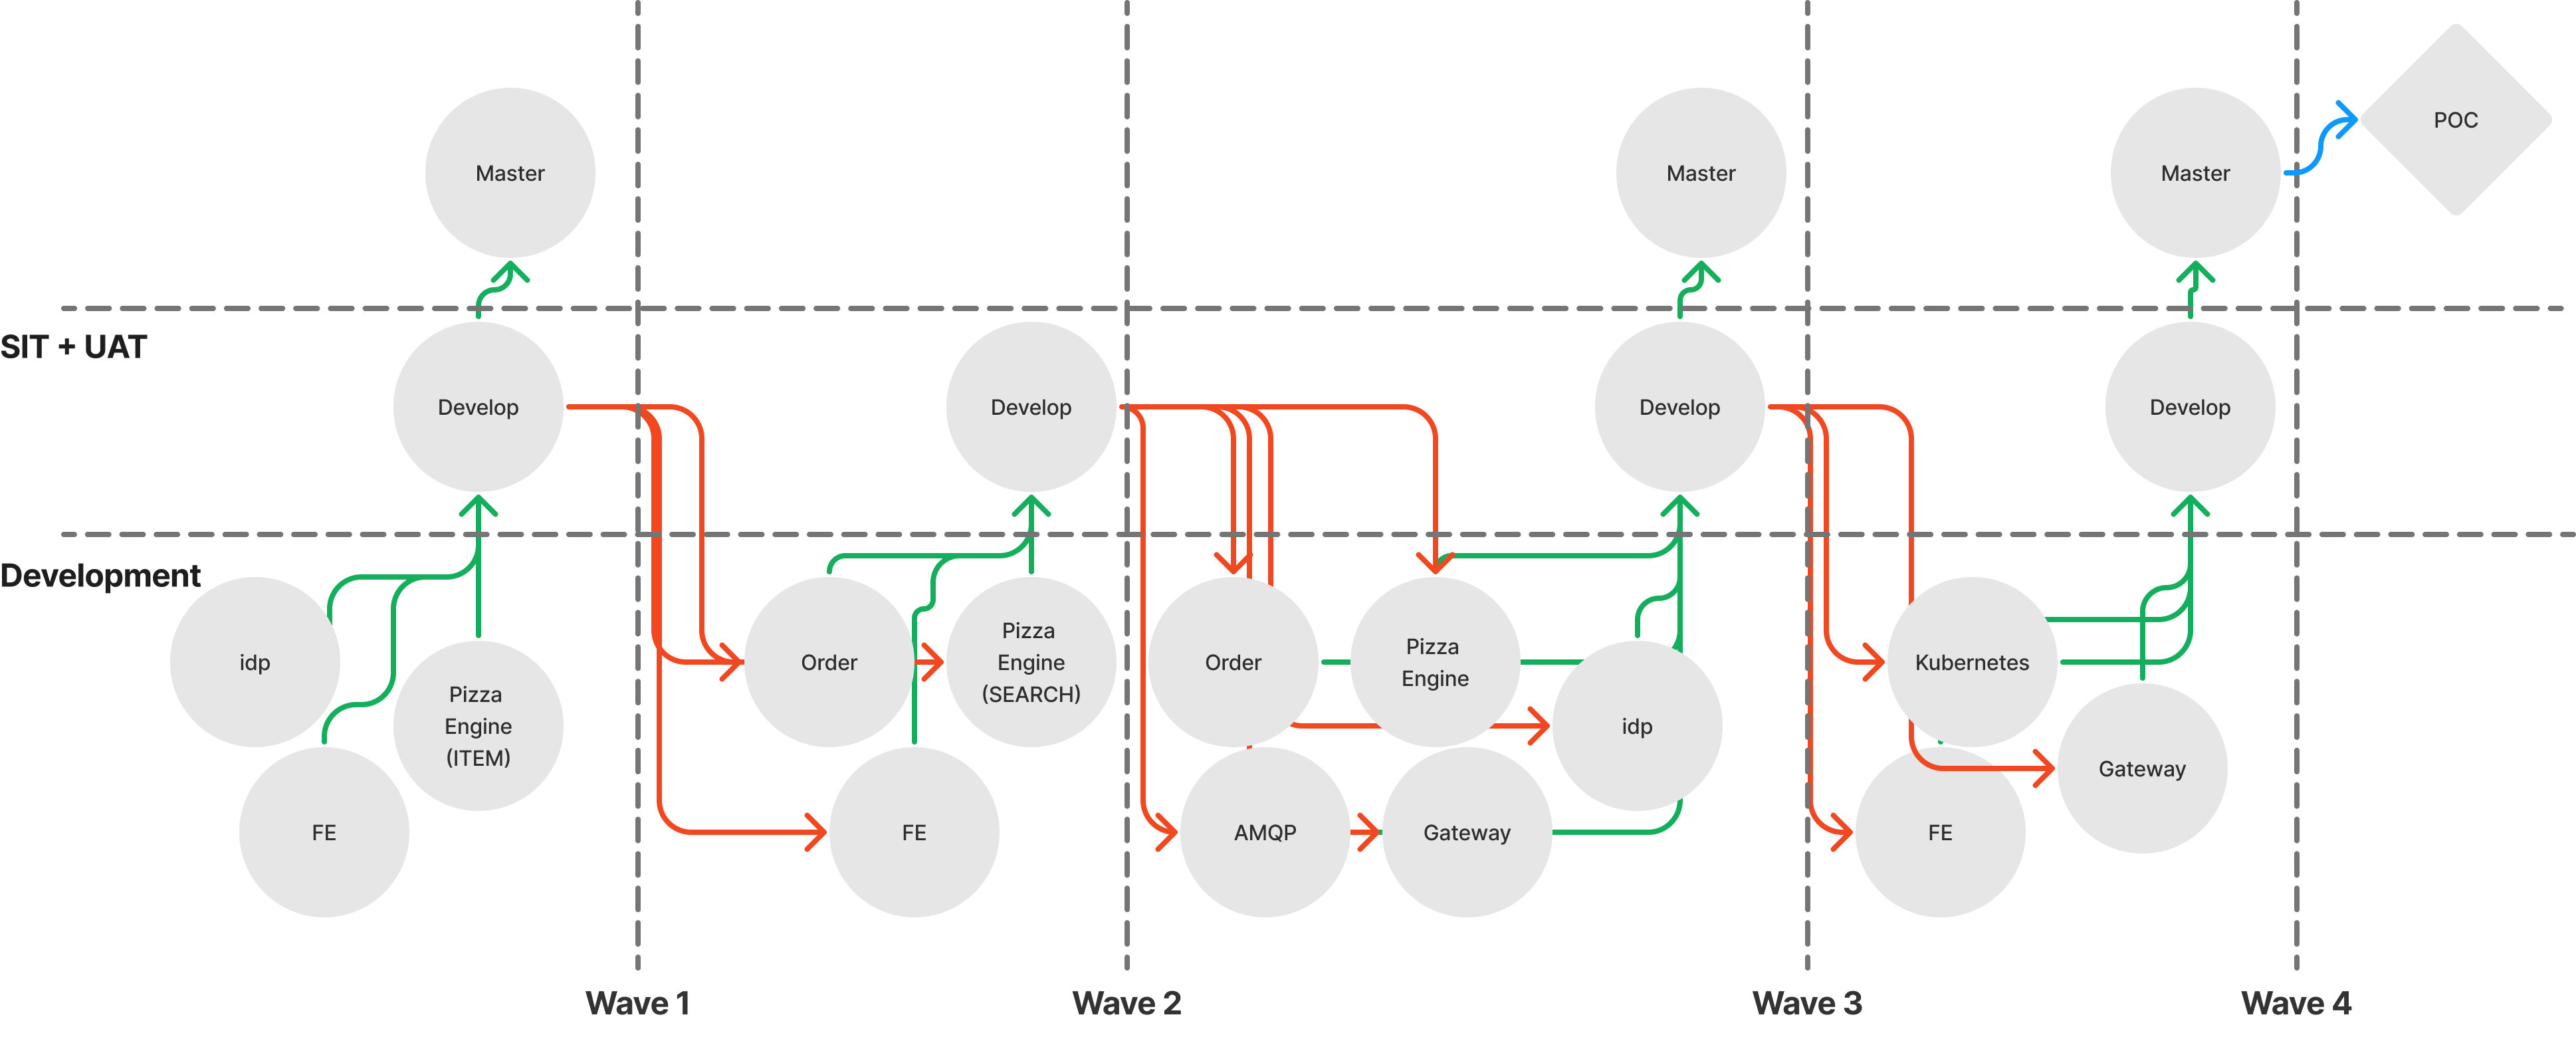 POC
Master
Master
Master
SIT + UAT
Develop
Develop
Develop
Develop
Development
idp
Pizza
Engine
(ITEM)
FE
Order
Pizza
Engine
(SEARCH)
FE
Order
Pizza
Engine
idp
AMQP
Gateway
Kubernetes
Gateway
FE
Wave 1
Wave 2
Wave 3
Wave 4